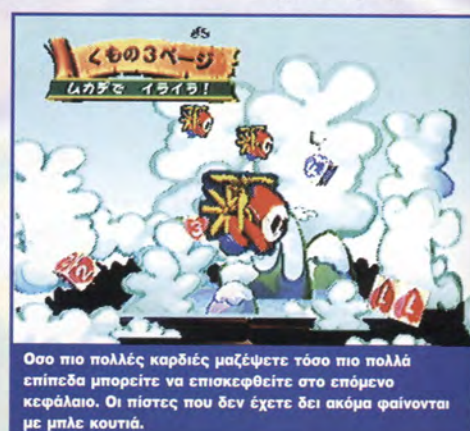 くもの3ページ
ムカデで イライラ!
3
2
L
L L
Οσο πιο πολλές καρδιές μαζέψετε τόσο πιο πολλά
επίπεδα μπορείτε να επισκεφθείτε στο επόμενο
κεφάλαιο. Οι πίστες που δεν έχετε δει ακόμα φαίνονται
με μπλε κουτιά.